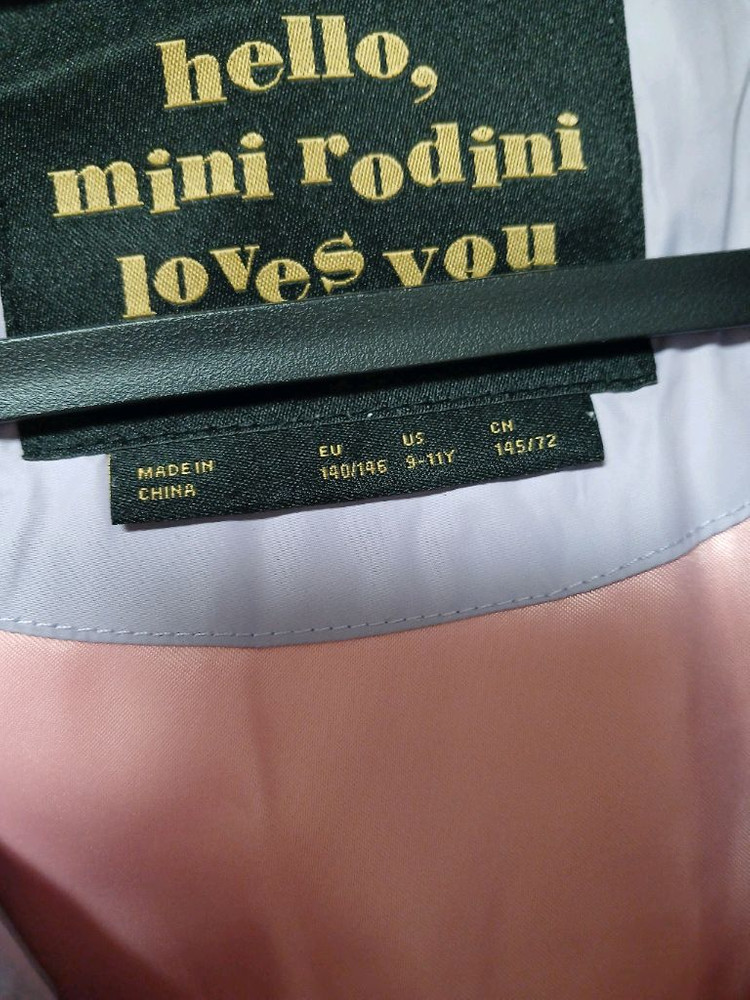 hello,
mini rodini
loves you
MADE IN
CHINA
EU
140/146
US
9-11Y
CN
145/72